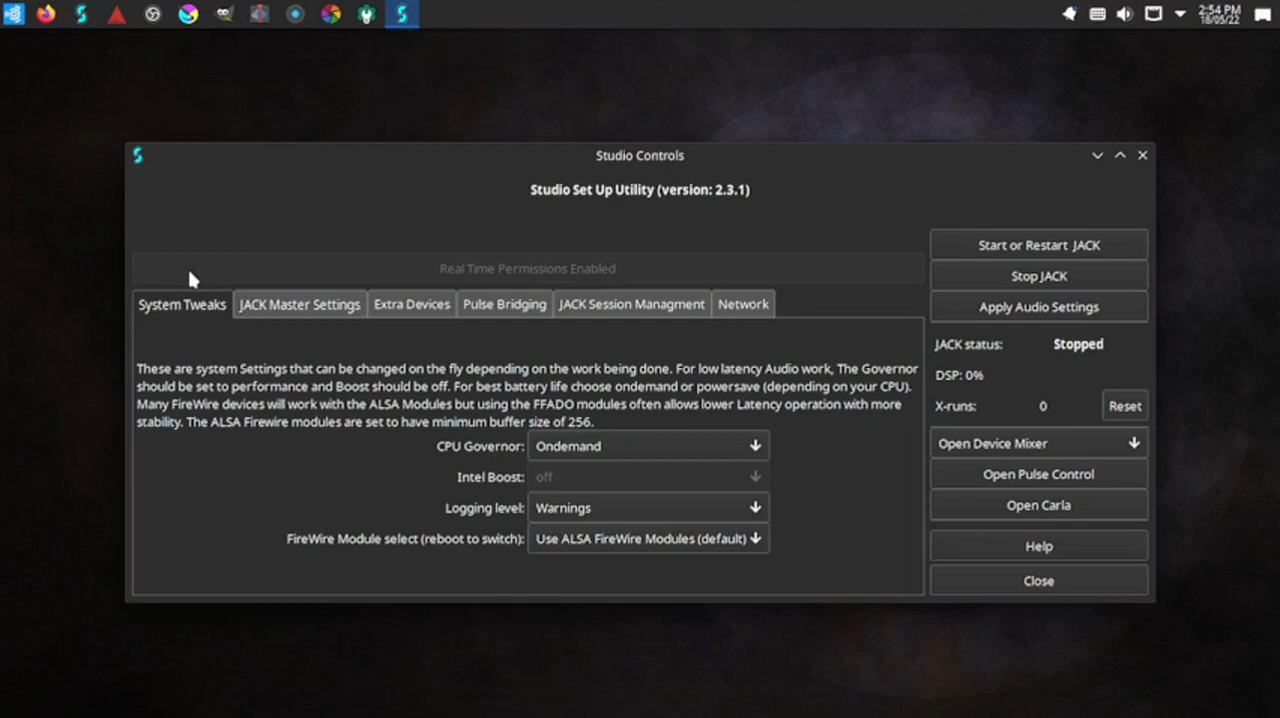 2:54 PM
18/05/22
Studio Controls
Studio Set Up Utility (version: 2.3.1)
Real Time Permissions Enabled
System Tweaks
JACK Master Settings
Extra Devices
Pulse Bridging
JACK Session Managment
Network
These are system Settings that can be changed on the fly depending on the work being done. For low latency Audio work, The Governor
should be set to performance and Boost should be off. For best battery life choose ondemand or powersave (depending on your CPU).
Many FireWire devices will work with the ALSA Modules but using the FFADO modules often allows lower Latency operation with more
stability. The ALSA Firewire modules are set to have minimum buffer size of 256.
CPU Governor: Ondemand
Intel Boost: off
Logging level: Warnings
FireWire Module select (reboot to switch): Use ALSA FireWire Modules (default)
Start or Restart JACK
Stop JACK
Apply Audio Settings
JACK status: Stopped
DSP: 0%
X-runs: 0 Reset
Open Device Mixer
Open Pulse Control
Open Carla
Help
Close